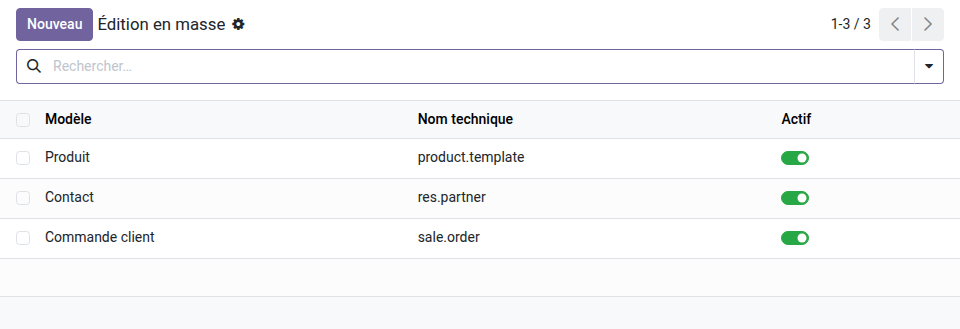 Nouveau Édition en masse 1-3 / 3
Rechercher...
Modèle Nom technique Actif
Produit product.template
Contact res.partner
Commande client sale.order